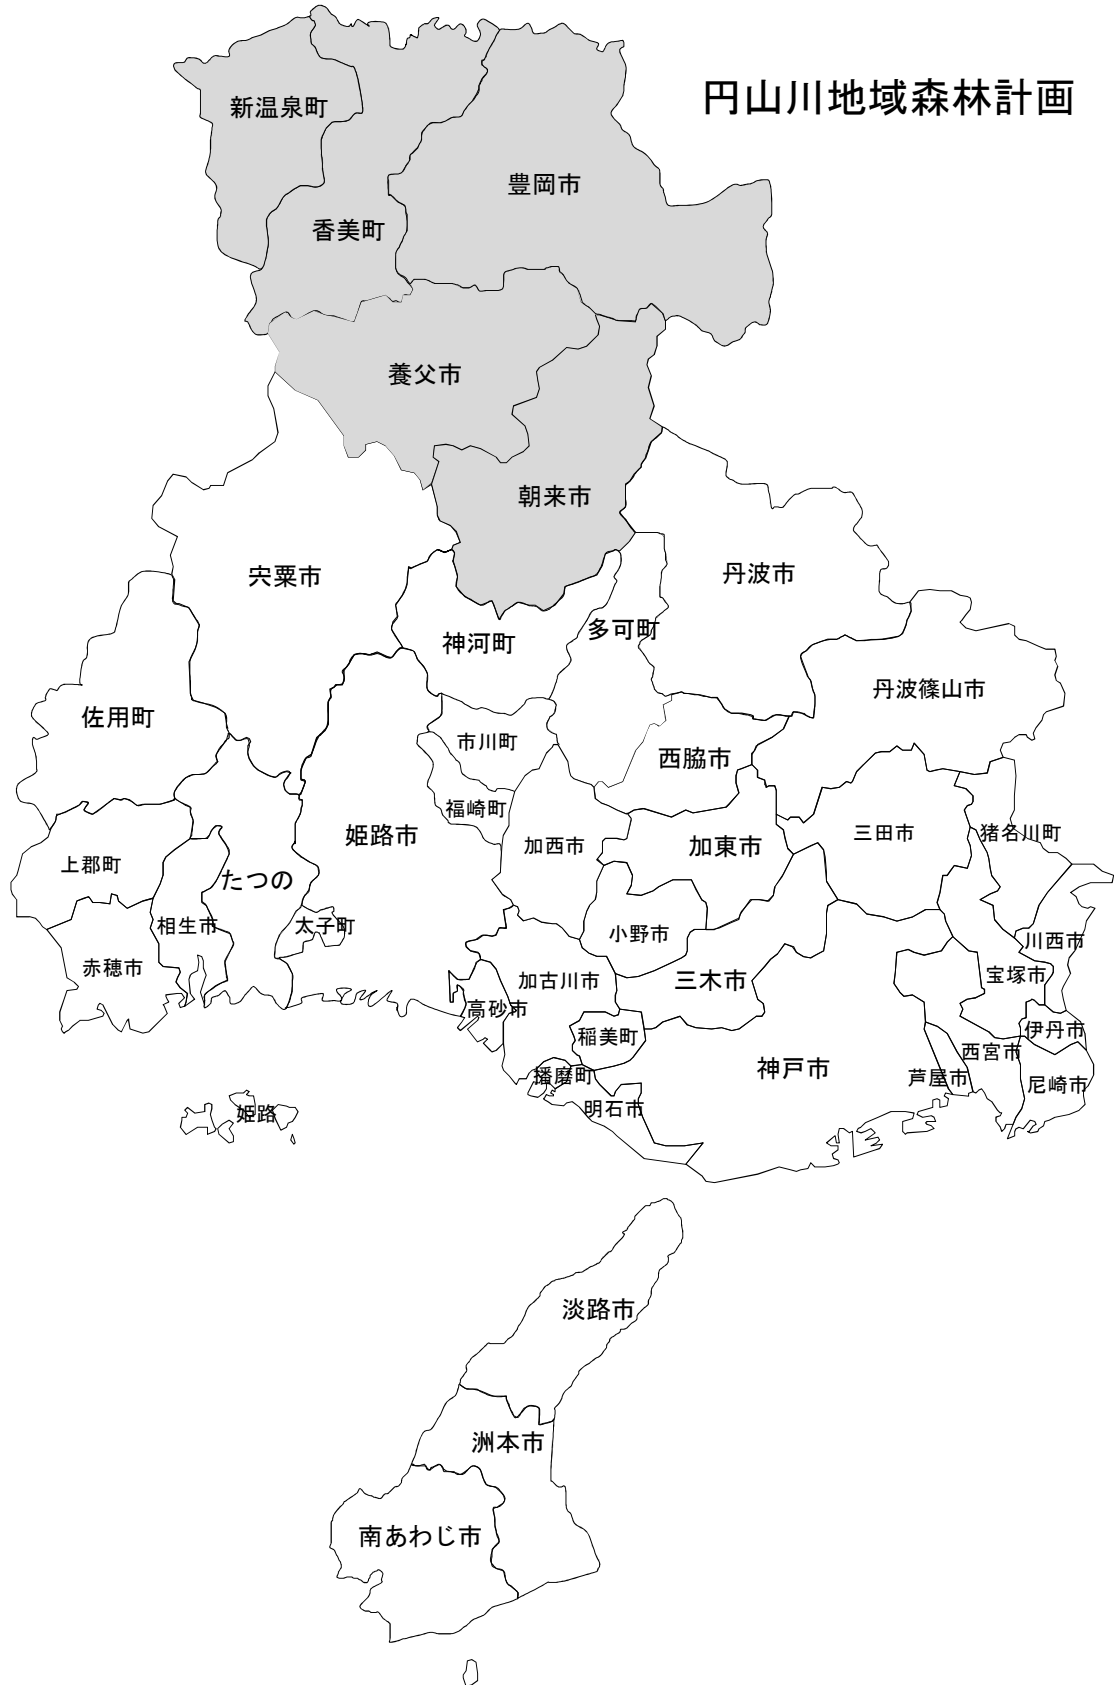 円山川地域森林計画
新温泉町
豊岡市
香美町
養父市
朝来市
宍粟市
丹波市
神河町
多可町
丹波篠山市
佐用町
市川町
西脇市
福崎町
姫路市
加西市
加東市
三田市
猪名川町
上郡町
たつの
相生市
太子町
小野市
川西市
赤穂市
加古川市
三木市
宝塚市
高砂市
稲美町
伊丹市
西宮市
神戸市
播磨町
芦屋市
尼崎市
明石市
姫路
淡路市
洲本市
南あわじ市